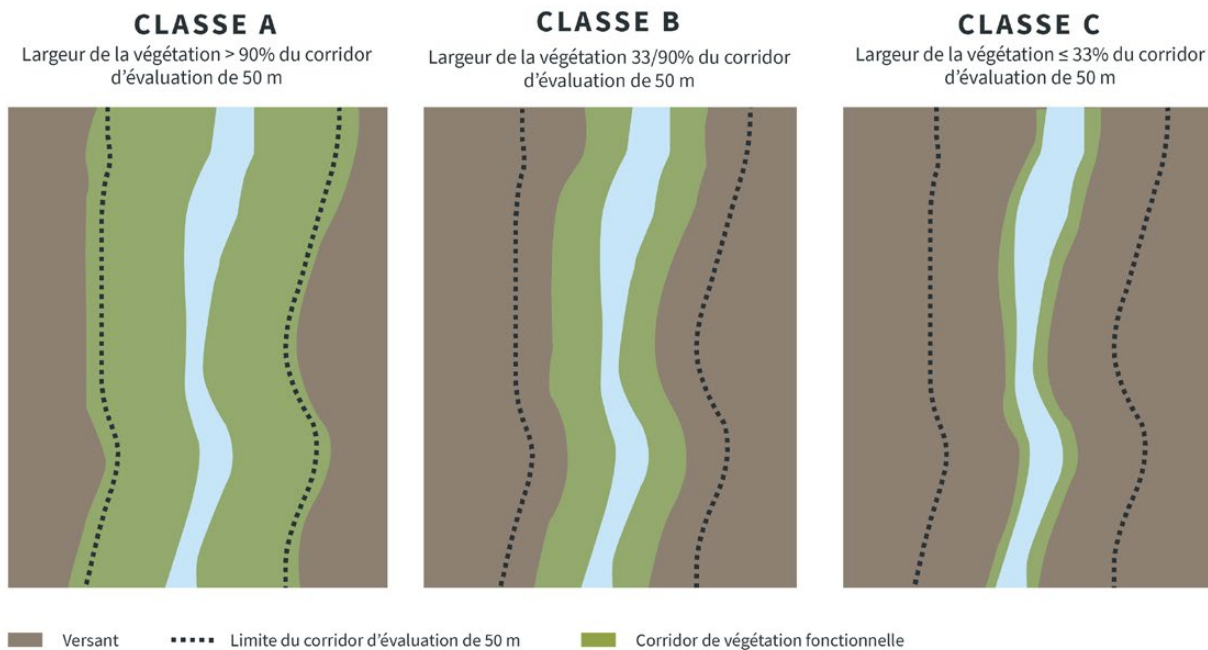 CLASSE A
Largeur de la végétation > 90% du corridor
d'évaluation de 50 m
CLASSE B
Largeur de la végétation 33/90% du corridor
d'évaluation de 50 m
CLASSE C
Largeur de la végétation ≤ 33% du corridor
d'évaluation de 50 m
Versant
Limite du corridor d'évaluation de 50 m
Corridor de végétation fonctionnelle